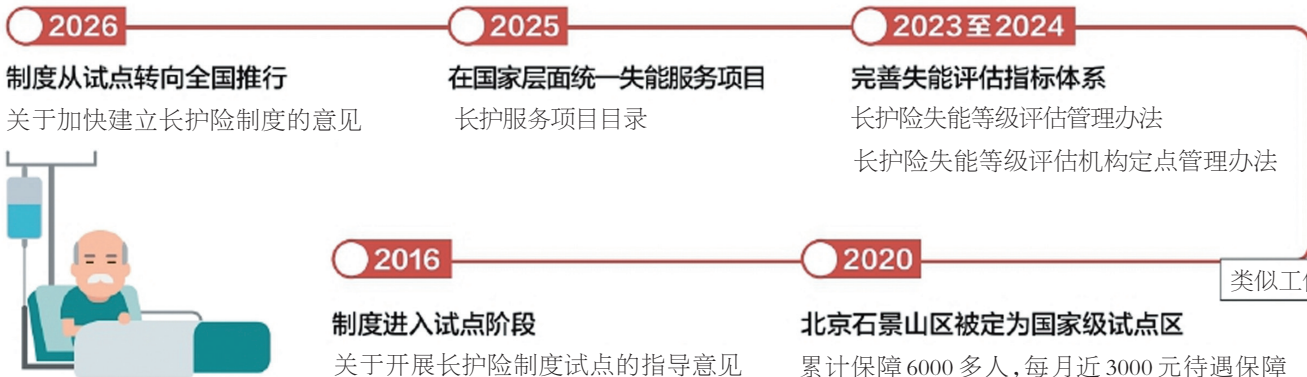 2026
制度从试点转向全国推行
关于加快建立长护险制度的意见
2025
在国家层面统一失能服务项目
长护服务项目目录
2023至2024
完善失能评估指标体系
长护险失能等级评估管理办法
长护险失能等级评估机构定点管理办法
2016
制度进入试点阶段
关于开展长护险制度试点的指导意见
2020
北京石景山区被定为国家级试点区
累计保障6000多人，每月近3000元待遇保障
类似工